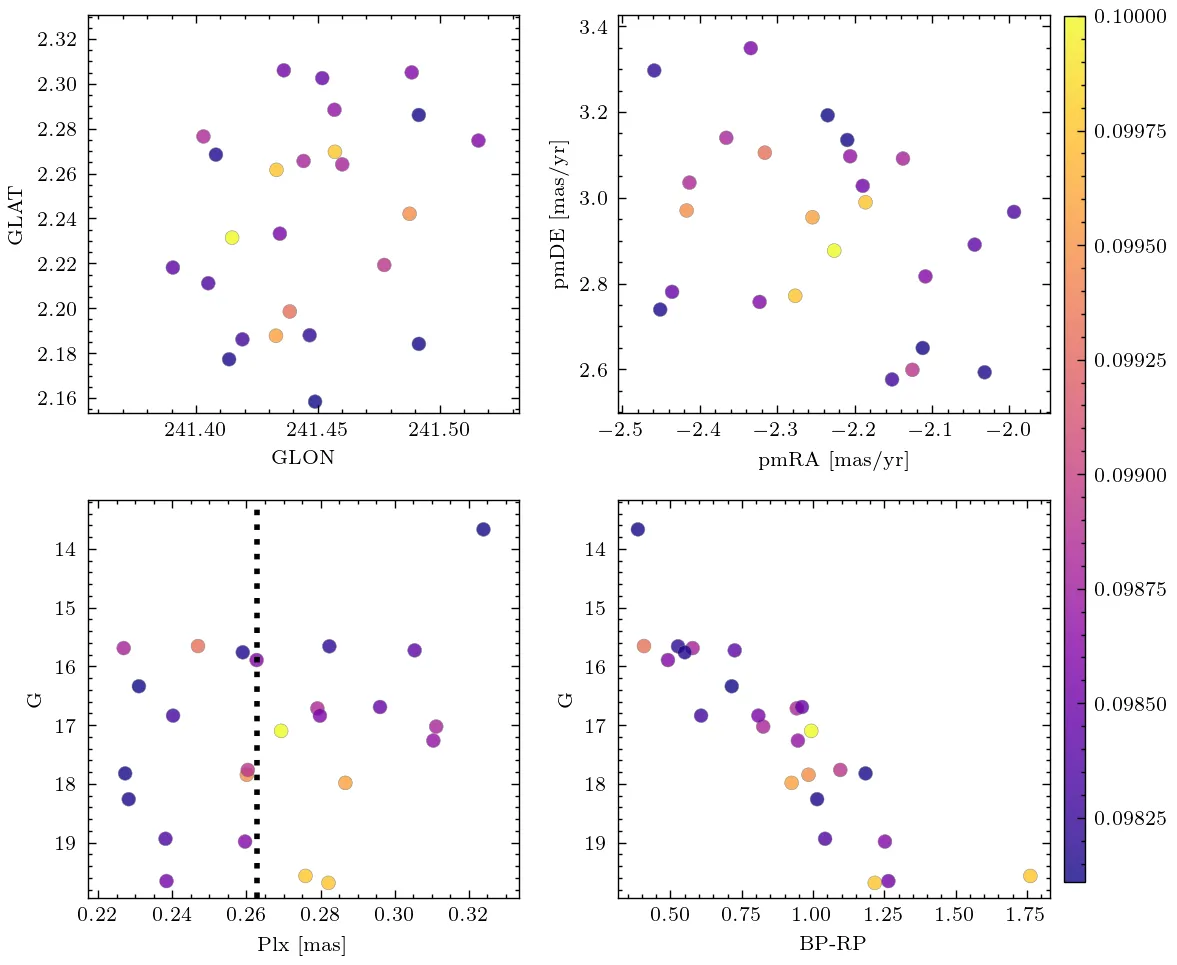 2.32
2.30
2.28
2.26
2.24
2.22
2.20
2.18
2.16
GLAT
241.40 241.45 241.50
GLON
3.4
3.2
3.0
2.8
2.6
pmDE [mas/yr]
−2.5 −2.4 −2.3 −2.2 −2.1 −2.0
pmRA [mas/yr]
14
15
16
17
18
19
G
0.22 0.24 0.26 0.28 0.30 0.32
Plx [mas]
14
15
16
17
18
19
G
0.50 0.75 1.00 1.25 1.50 1.75
BP-RP
0.10000
0.09975
0.09950
0.09925
0.09900
0.09875
0.09850
0.09825